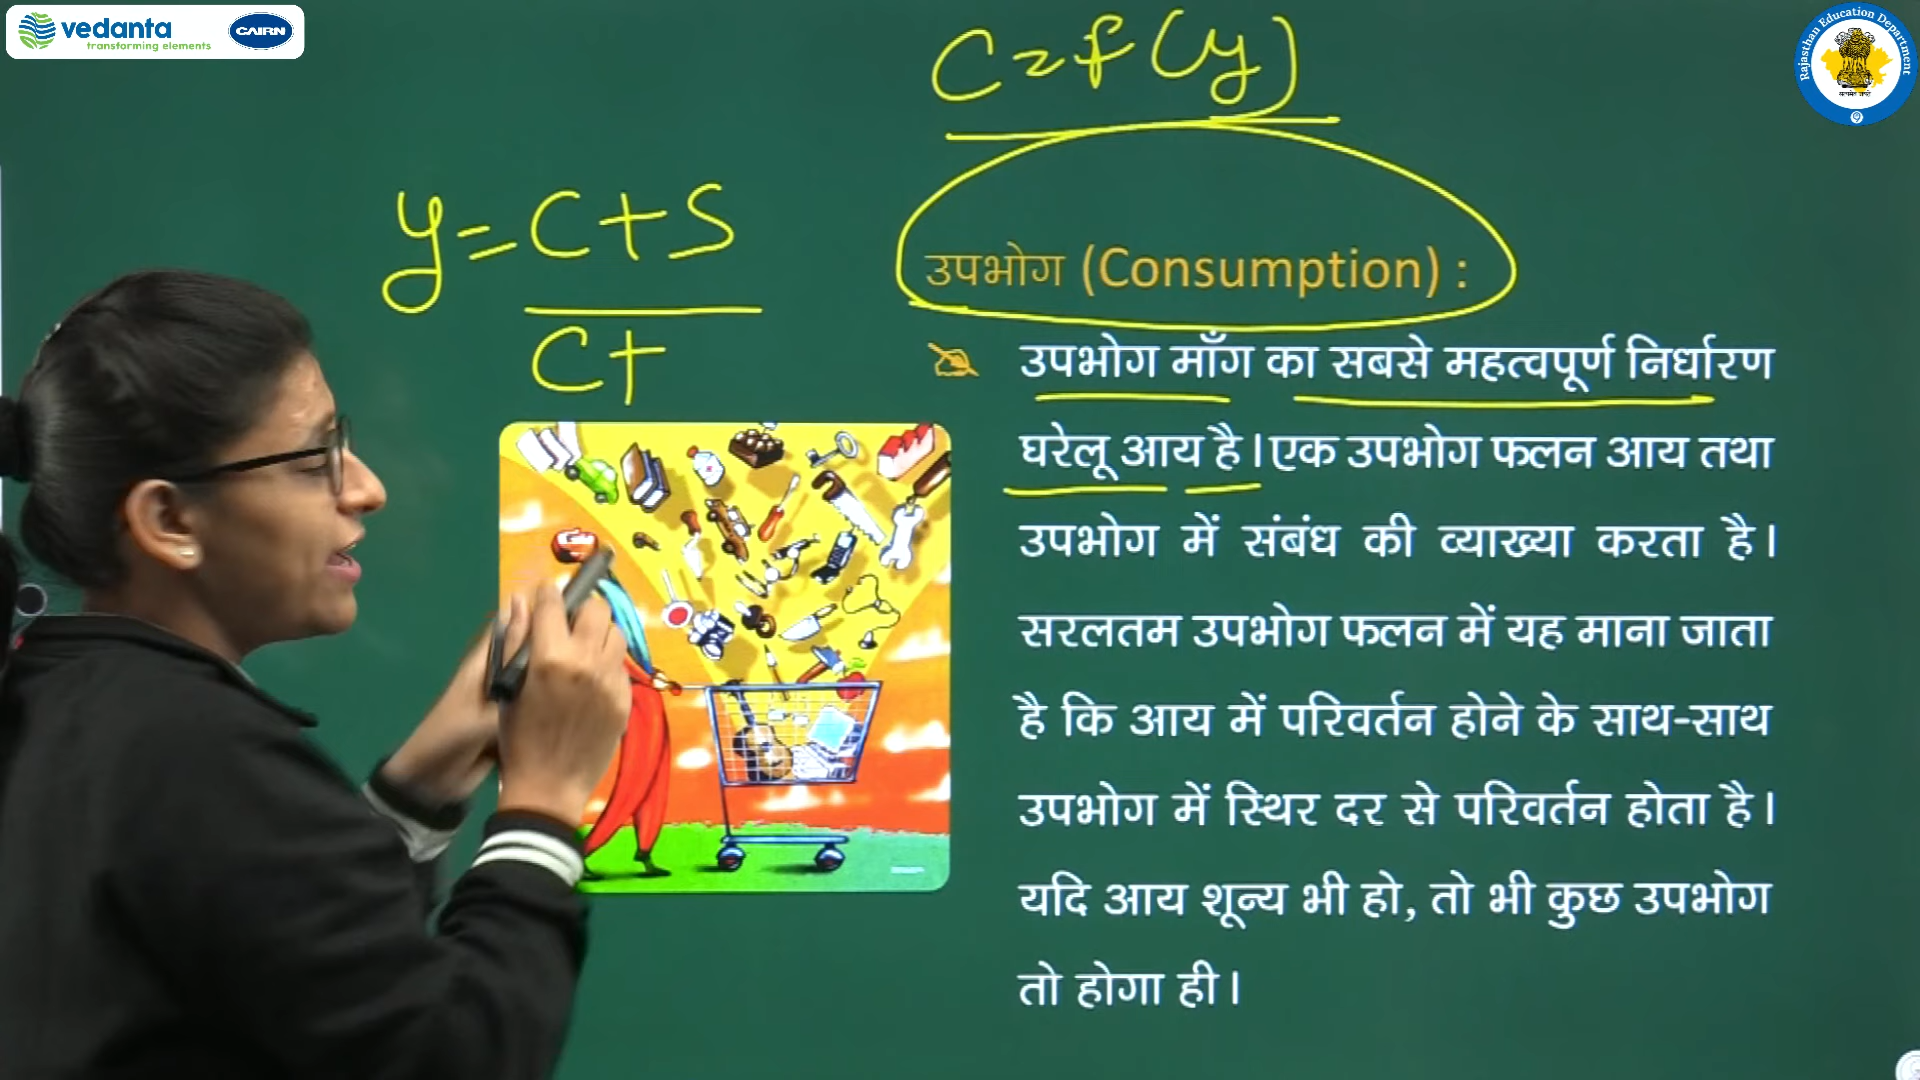 vedanta
transforming elements
CAIRN
Rajasthan Education Department
C = f(y)
y = C+S
C+
उपभोग (Consumption) :
उपभोग माँग का सबसे महत्वपूर्ण निर्धारण
घरेलू आय है। एक उपभोग फलन आय तथा
उपभोग में संबंध की व्याख्या करता है।
सरलतम उपभोग फलन में यह माना जाता
है कि आय में परिवर्तन होने के साथ-साथ
उपभोग में स्थिर दर से परिवर्तन होता है।
यदि आय शून्य भी हो, तो भी कुछ उपभोग
तो होगा ही।